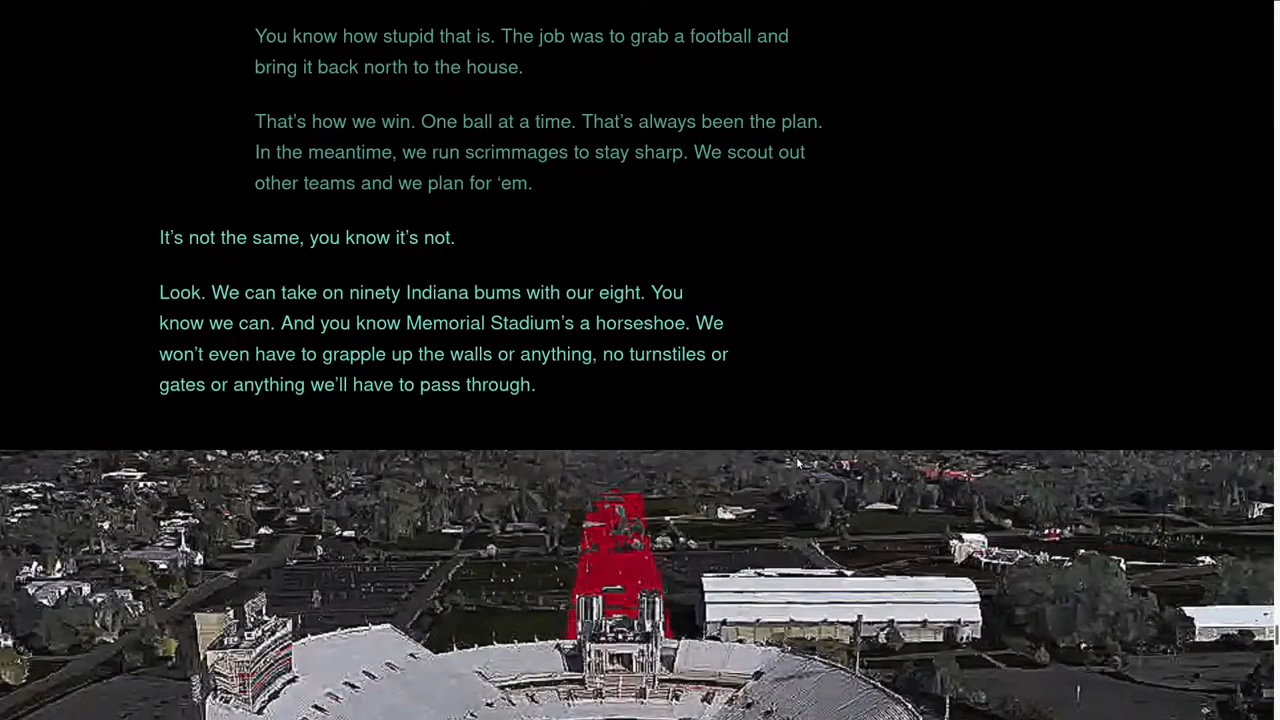 You know how stupid that is. The job was to grab a football and
bring it back north to the house.
That’s how we win. One ball at a time. That’s always been the plan.
In the meantime, we run scrimmages to stay sharp. We scout out
other teams and we plan for ‘em.
It’s not the same, you know it’s not.
Look. We can take on ninety Indiana bums with our eight. You
know we can. And you know Memorial Stadium’s a horseshoe. We
won’t even have to grapple up the walls or anything, no turnstiles or
gates or anything we’ll have to pass through.